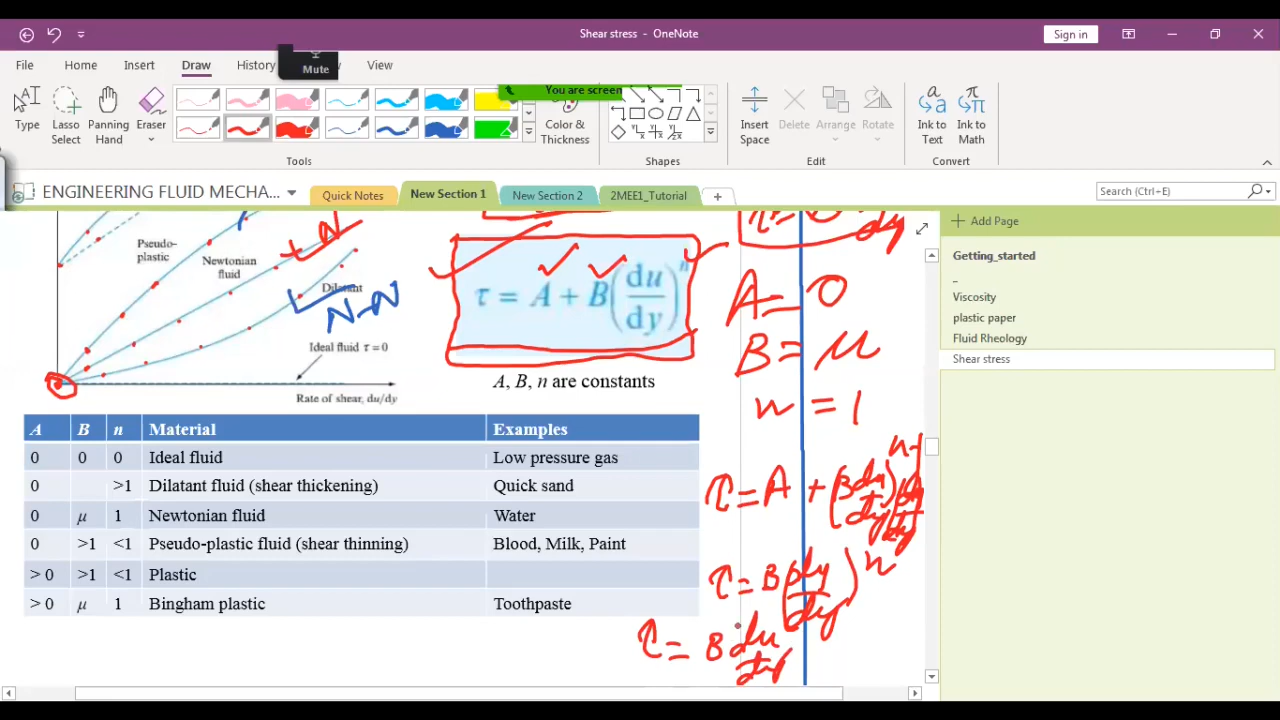 Shear stress - OneNote
Sign in
File Home Insert Draw History View
Mute
You are screen
Type
Lasso Select
Panning Hand
Eraser
Color & Thickness
Insert Space
Delete
Arrange
Rotate
Ink to Text
Ink to Math
Tools
Shapes
Edit
Convert
ENGINEERING FLUID MECHA...
Quick Notes
New Section 1
New Section 2
2MEE1_Tutorial
Search (Ctrl+E)
Add Page
Getting_started
Viscosity
plastic paper
Fluid Rheology
Shear stress
Pseudo-
plastic
Newtonian
fluid
N
Dilatant
N-N
Ideal fluid τ = 0
Rate of shear, du/dy
τ = A + B(du/dy)^n
A, B, n are constants
A = 0
B = μ
n = 1
τ = B(du/dy)^n
τ = B du/dy
A B n Material Examples
0 0 0 Ideal fluid Low pressure gas
0 >1 Dilatant fluid (shear thickening) Quick sand
0 μ 1 Newtonian fluid Water
0 >1 <1 Pseudo-plastic fluid (shear thinning) Blood, Milk, Paint
> 0 >1 <1 Plastic
> 0 μ 1 Bingham plastic Toothpaste